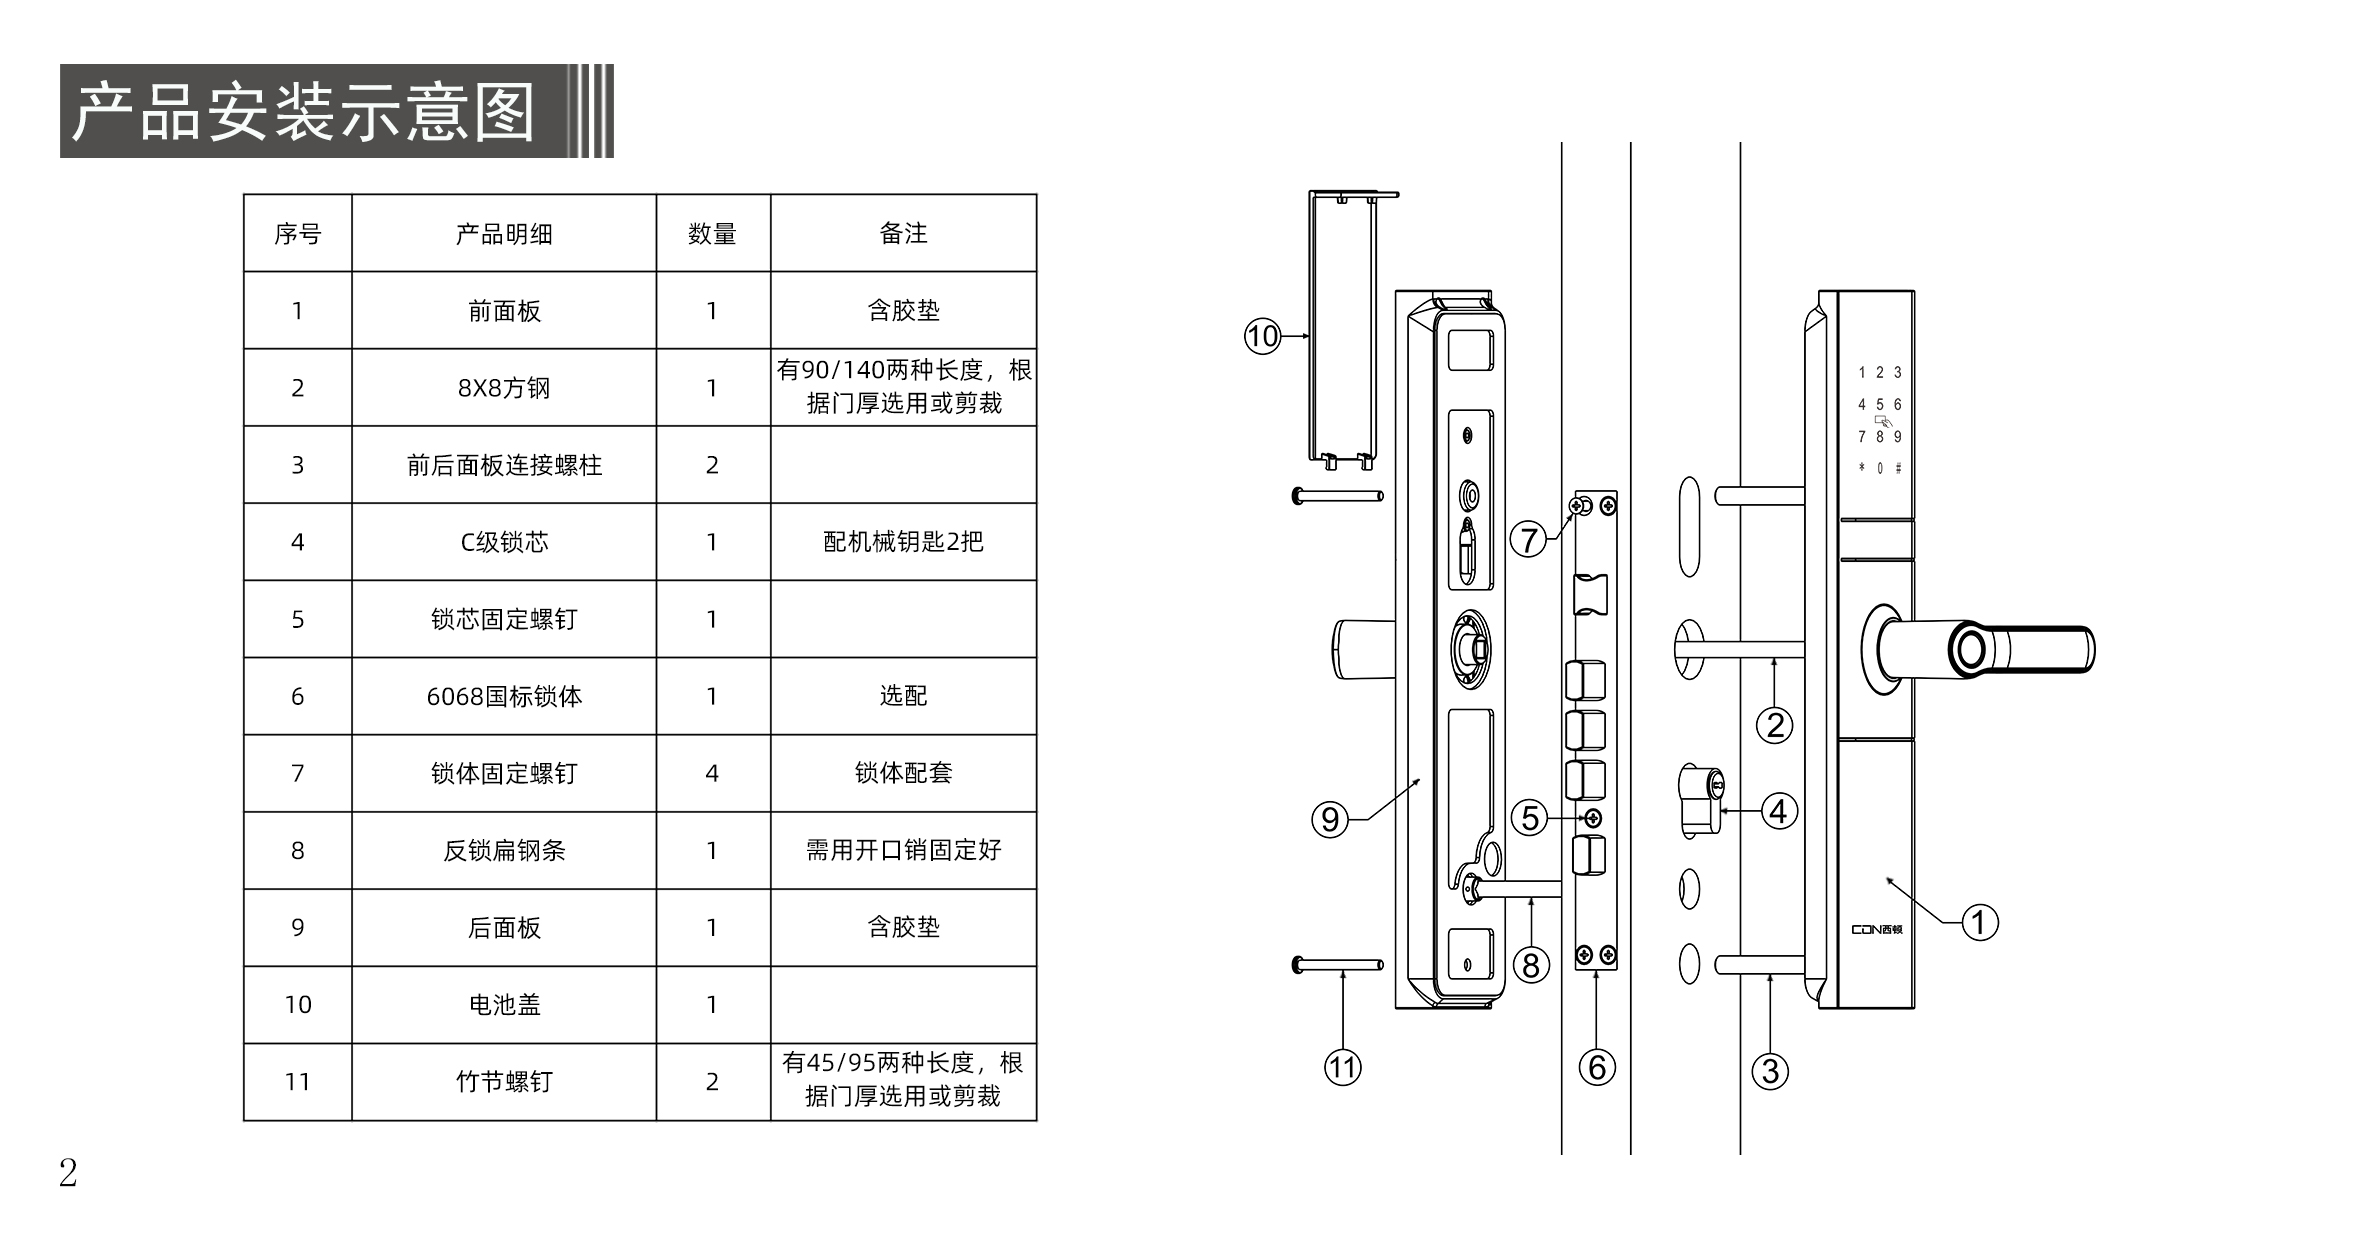 产品安装示意图
序号 产品明细 数量 备注
1 前面板 1 含胶垫
2 8X8方钢 1 有90/140两种长度，根
据门厚选用或剪裁
3 前后面板连接螺柱 2
4 C级锁芯 1 配机械钥匙2把
5 锁芯固定螺钉 1
6 6068国标锁体 1 选配
7 锁体固定螺钉 4 锁体配套
8 反锁扁钢条 1 需用开口销固定好
9 后面板 1 含胶垫
10 电池盖 1
11 竹节螺钉 2 有45/95两种长度，根
据门厚选用或剪裁
10
1 2 3
4 5 6
7 8 9
* 0 #
7
2
9
5
4
8
CDN西顿
1
11
6
3
2